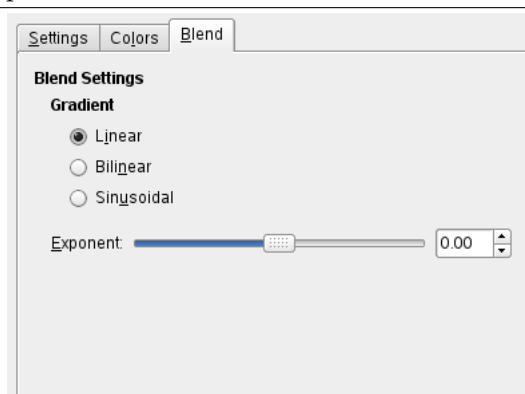 Settings Colors Blend
Blend Settings
Gradient
Linear
Bilinear
Sinusoidal
Exponent: 0.00